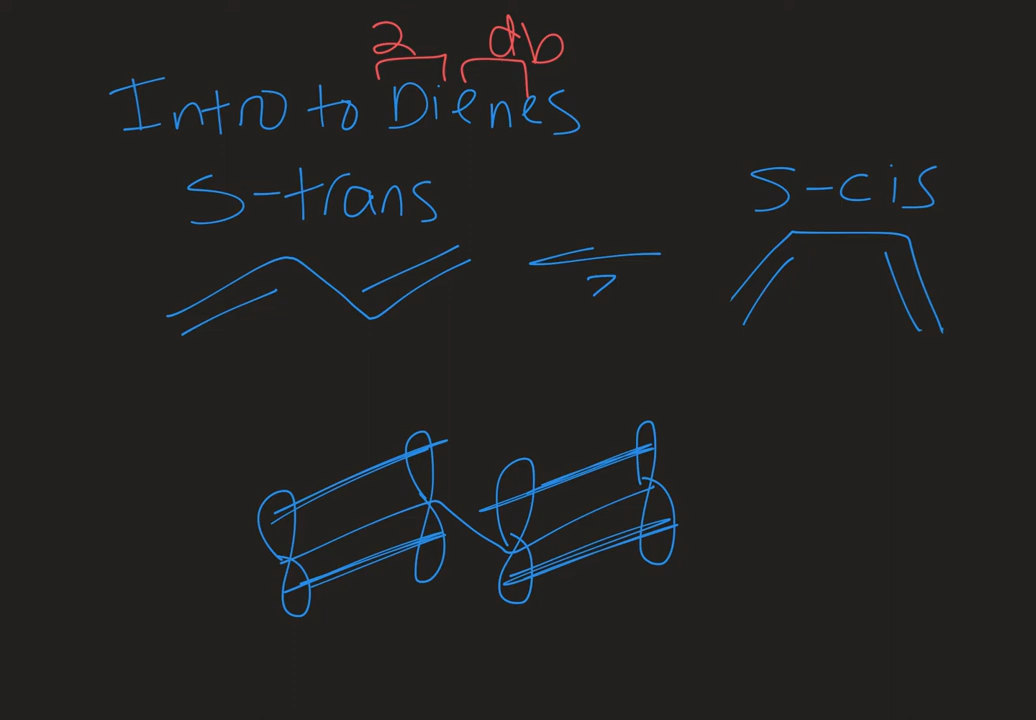 2 db
Intro to Dienes
S-trans
S-cis